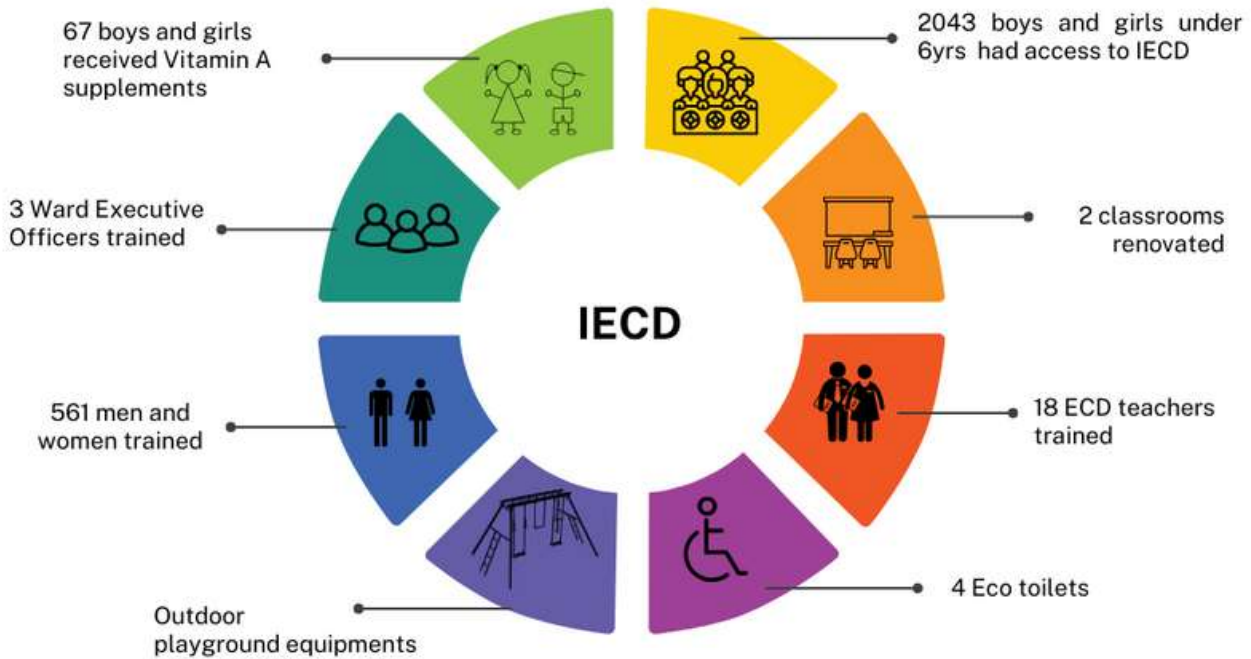 67 boys and girls
received Vitamin A
supplements
2043 boys and girls under
6yrs had access to IECD
3 Ward Executive
Officers trained
2 classrooms
renovated
IECD
561 men and
women trained
18 ECD teachers
trained
4 Eco toilets
Outdoor
playground equipments